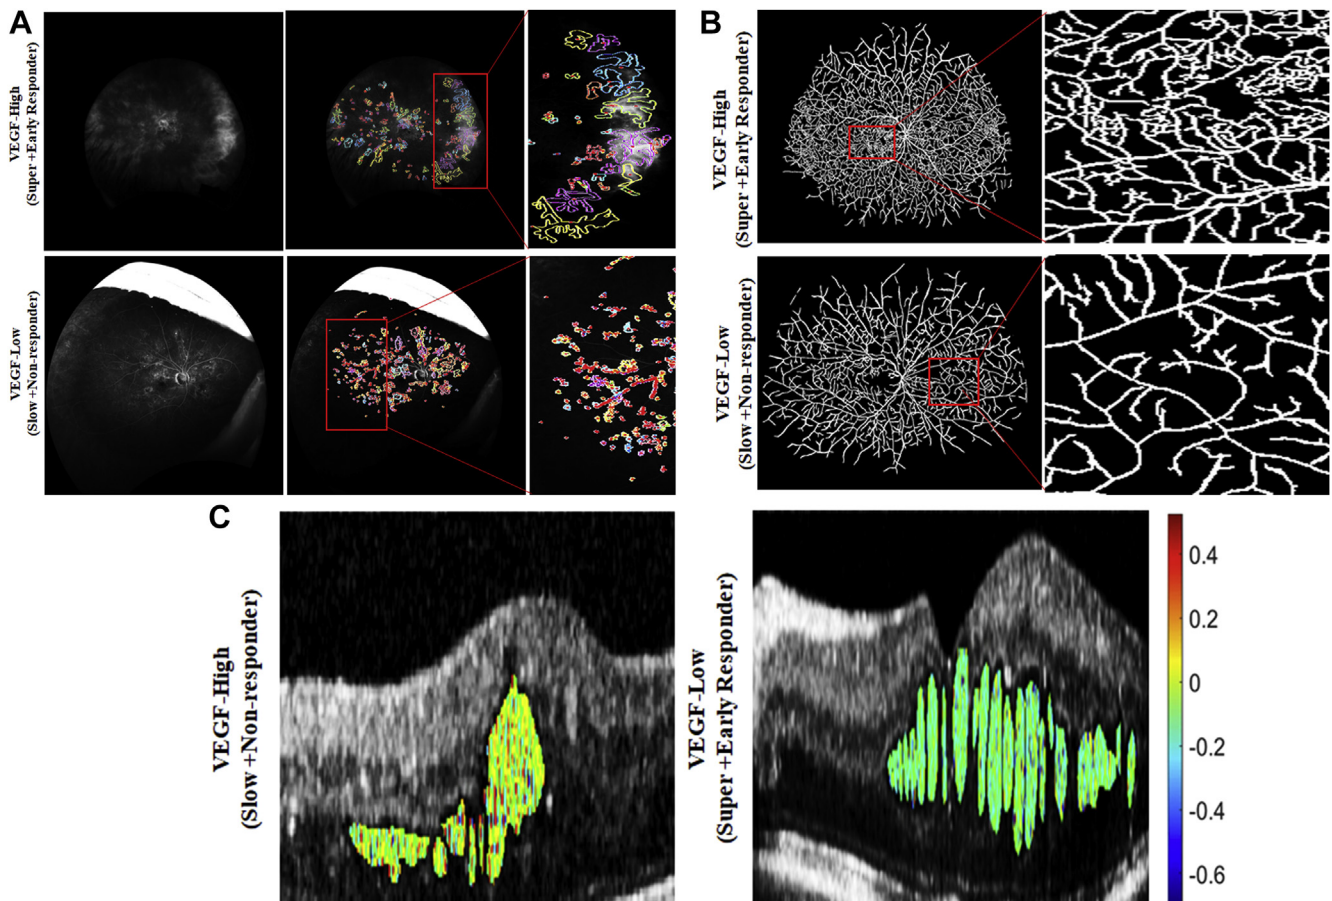 A
VEGF-High
(Super +Early Responder)
VEGF-Low
(Slow +Non-responder)
B
VEGF-High
(Super +Early Responder)
VEGF-Low
(Slow +Non-responder)
C
VEGF-High
(Slow +Non-responder)
VEGF-Low
(Super +Early Responder)
0.4
0.2
0
-0.2
-0.4
-0.6